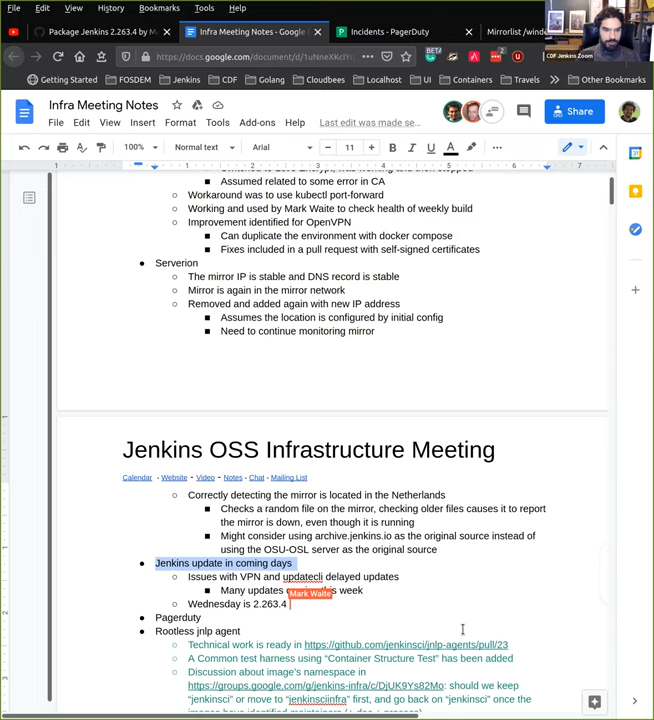 File Edit View History Bookmarks Tools Help
Package Jenkins 2.263.4 by M
Infra Meeting Notes - Google
Incidents - PagerDuty
Mirrorlist /windo
CDF Jenkins Zoom
https://docs.google.com/document/d/
BETA
2
Getting Started FOSDEM Jenkins CDF Golang Cloudbees Localhost UI Containers Travels Other Bookmarks
Infra Meeting Notes
Share
File Edit View Insert Format Tools Add-ons Help Last edit was made...
100% Normal text Arial 11 B I U A
1 1 2 3 4 5 6 7
Assumed related to some error in CA
Workaround was to use kubectl port-forward
Working and used by Mark Waite to check health of weekly build
Improvement identified for OpenVPN
Can duplicate the environment with docker compose
Fixes included in a pull request with self-signed certificates
Serverion
The mirror IP is stable and DNS record is stable
Mirror is again in the mirror network
Removed and added again with new IP address
Assumes the location is configured by initial config
Need to continue monitoring mirror
Jenkins OSS Infrastructure Meeting
Calendar - Website - Video - Notes - Chat - Mailing List
Correctly detecting the mirror is located in the Netherlands
Checks a random file on the mirror, checking older files causes it to report
the mirror is down, even though it is running
Might consider using archive.jenkins.io as the original source instead of
using the OSU-OSL server as the original source
Jenkins update in coming days
Issues with VPN and updatecli delayed updates
Many updates this week
Mark Waite
Wednesday is 2.263.4
Pagerduty
Rootless jnlp agent
Technical work is ready in https://github.com/jenkinsci/jnlp-agents/pull/23
A Common test harness using “Container Structure Test” has been added
Discussion about image's namespace in
https://groups.google.com/g/jenkins-infra/c/DjUK9Ys82Mo: should we keep
“jenkinsci” or move to “jenkinsciinfra” first, and go back on “jenkinsci” once the